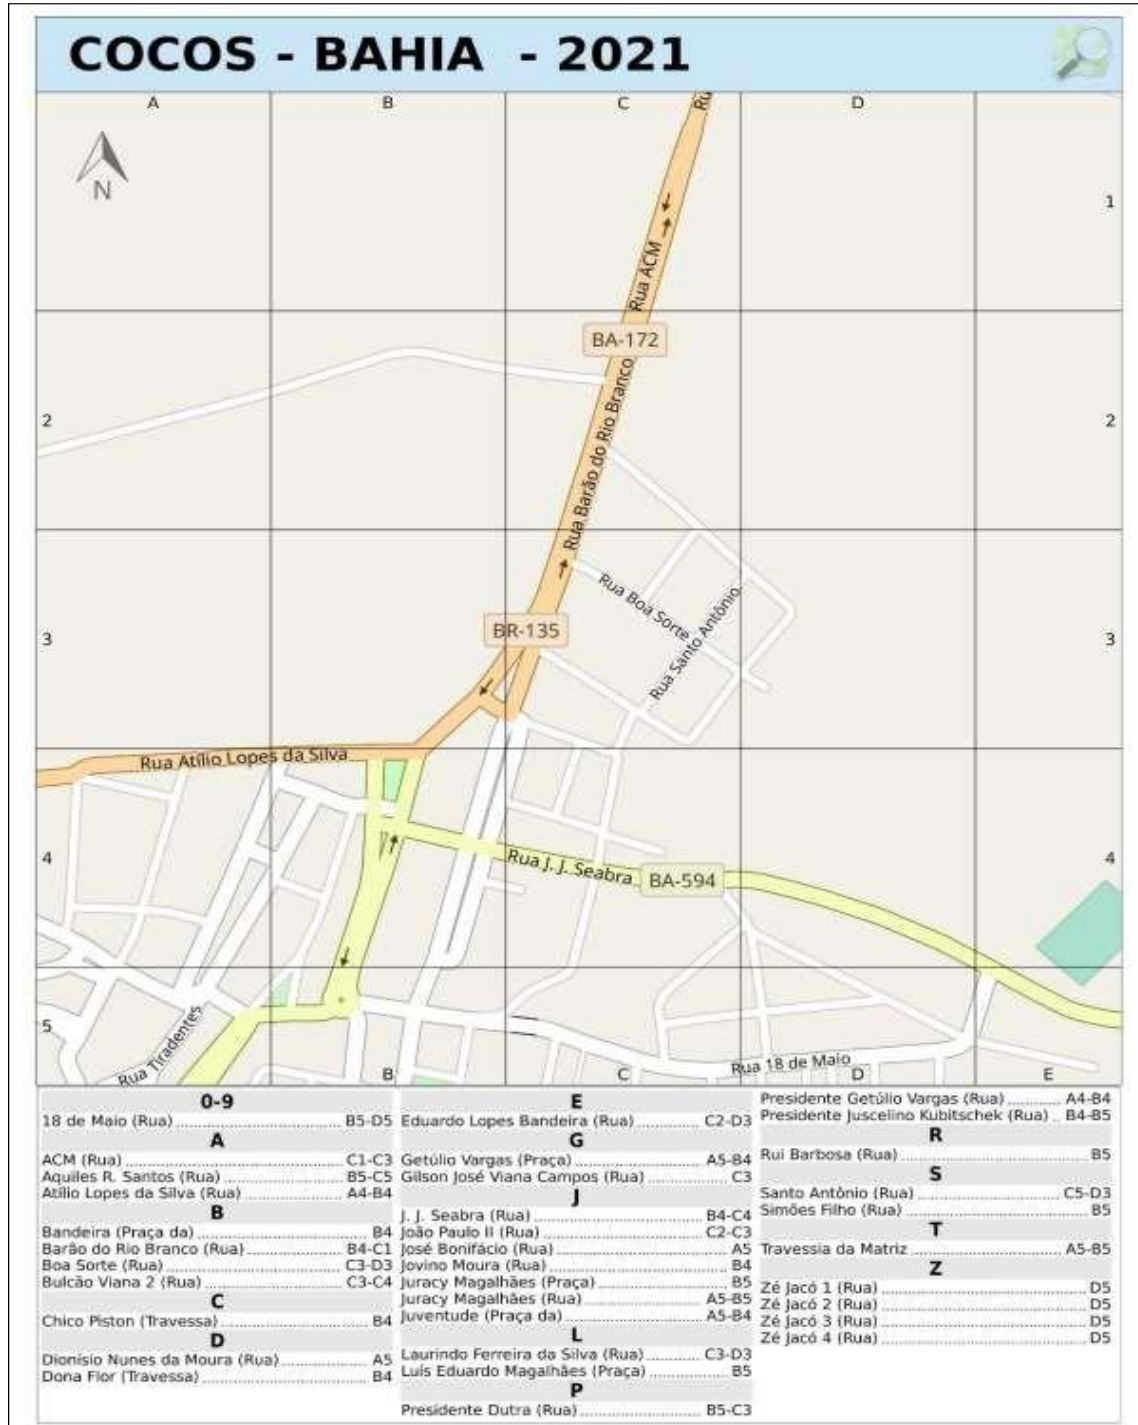 COCOS - BAHIA - 2021
A B C D
Ru
N
1
Rua ACM
BA-172
2 2
Rua Barão do Rio Branco
Rua Boa Sorte
BR-135
3 3
Rua Santo Antônio
Rua Atílio Lopes da Silva
4 4
Rua J. J. Seabra
BA-594
5
Rua Tiradentes
Rua 18 de Maio
B C D E
0-9
18 de Maio (Rua) B5-D5
A
ACM (Rua) C1-C3
Aquiles R. Santos (Rua) B5-C5
Atílio Lopes da Silva (Rua) A4-B4
B
Bandeira (Praça da) B4
Barão do Rio Branco (Rua) B4-C1
Boa Sorte (Rua) C3-D3
Bulcão Viana 2 (Rua) C3-C4
C
Chico Piston (Travessa) B4
D
Dionísio Nunes da Moura (Rua) A5
Dona Flor (Travessa) B4
E
Eduardo Lopes Bandeira (Rua) C2-D3
G
Getúlio Vargas (Praça) A5-B4
Gilson José Viana Campos (Rua) C3
J
J. J. Seabra (Rua) B4-C4
João Paulo II (Rua) C2-C3
José Bonifácio (Rua) A5
Jovino Moura (Rua) B4
Juracy Magalhães (Praça) B5
Juracy Magalhães (Rua) A5-B5
Juventude (Praça da) A5-B4
L
Laurindo Ferreira da Silva (Rua) C3-D3
Luís Eduardo Magalhães (Praça) B5
P
Presidente Dutra (Rua) B5-C3
Presidente Getúlio Vargas (Rua) A4-B4
Presidente Juscelino Kubitschek (Rua) B4-B5
R
Rui Barbosa (Rua) B5
S
Santo Antônio (Rua) C5-D3
Simões Filho (Rua) B5
T
Travessia da Matriz A5-B5
Z
Zé Jacó 1 (Rua) D5
Zé Jacó 2 (Rua) D5
Zé Jacó 3 (Rua) D5
Zé Jacó 4 (Rua) D5